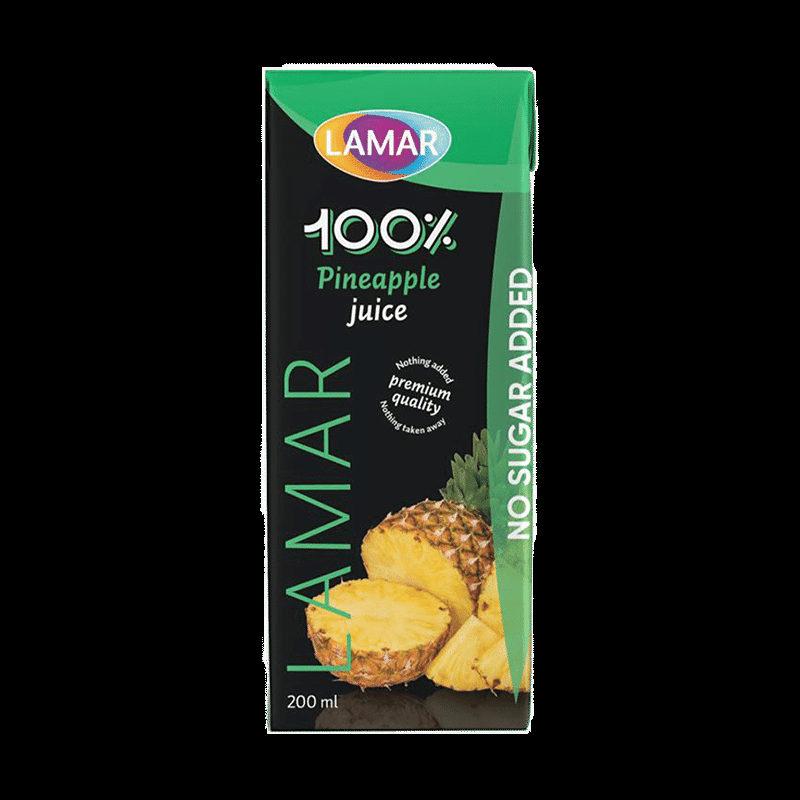 LAMAR
100%
Pineapple
juice
Nothing added
premium
quality
Nothing taken away
LAMAR
NO SUGAR ADDED
200 ml